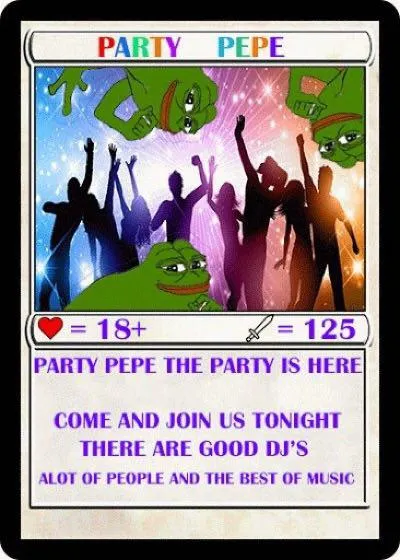 PARTY PEPE
= 18+ = 125
PARTY PEPE THE PARTY IS HERE
COME AND JOIN US TONIGHT
THERE ARE GOOD DJ'S
ALOT OF PEOPLE AND THE BEST OF MUSIC